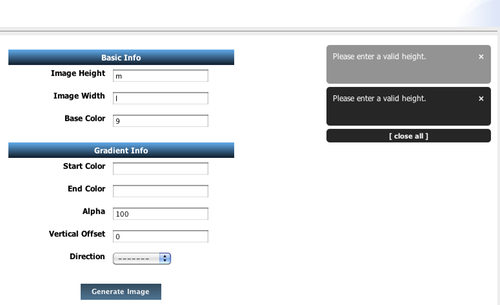 Basic Info
Image Height m
Image Width l
Base Color 9
Gradient Info
Start Color
End Color
Alpha 100
Vertical Offset 0
Direction -------
Generate Image
Please enter a valid height. ×
Please enter a valid height. ×
[ close all ]